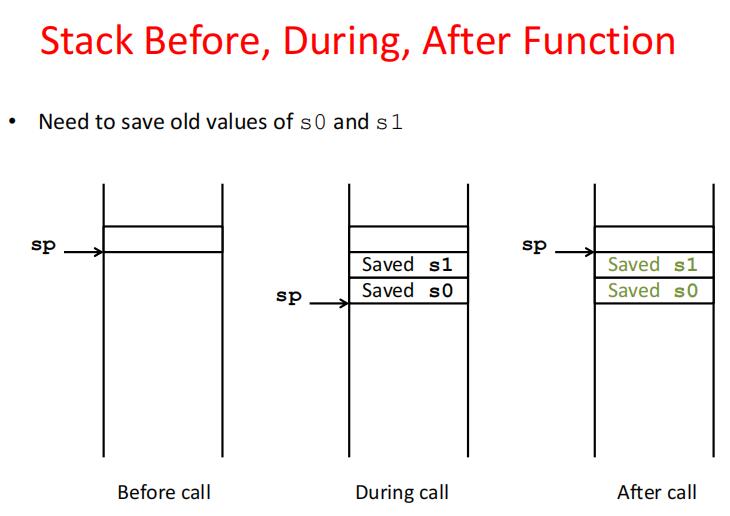 Stack Before, During, After Function
• Need to save old values of s0 and s1
sp
Saved s1
Saved s0
sp
sp
Saved s1
Saved s0
Before call
During call
After call